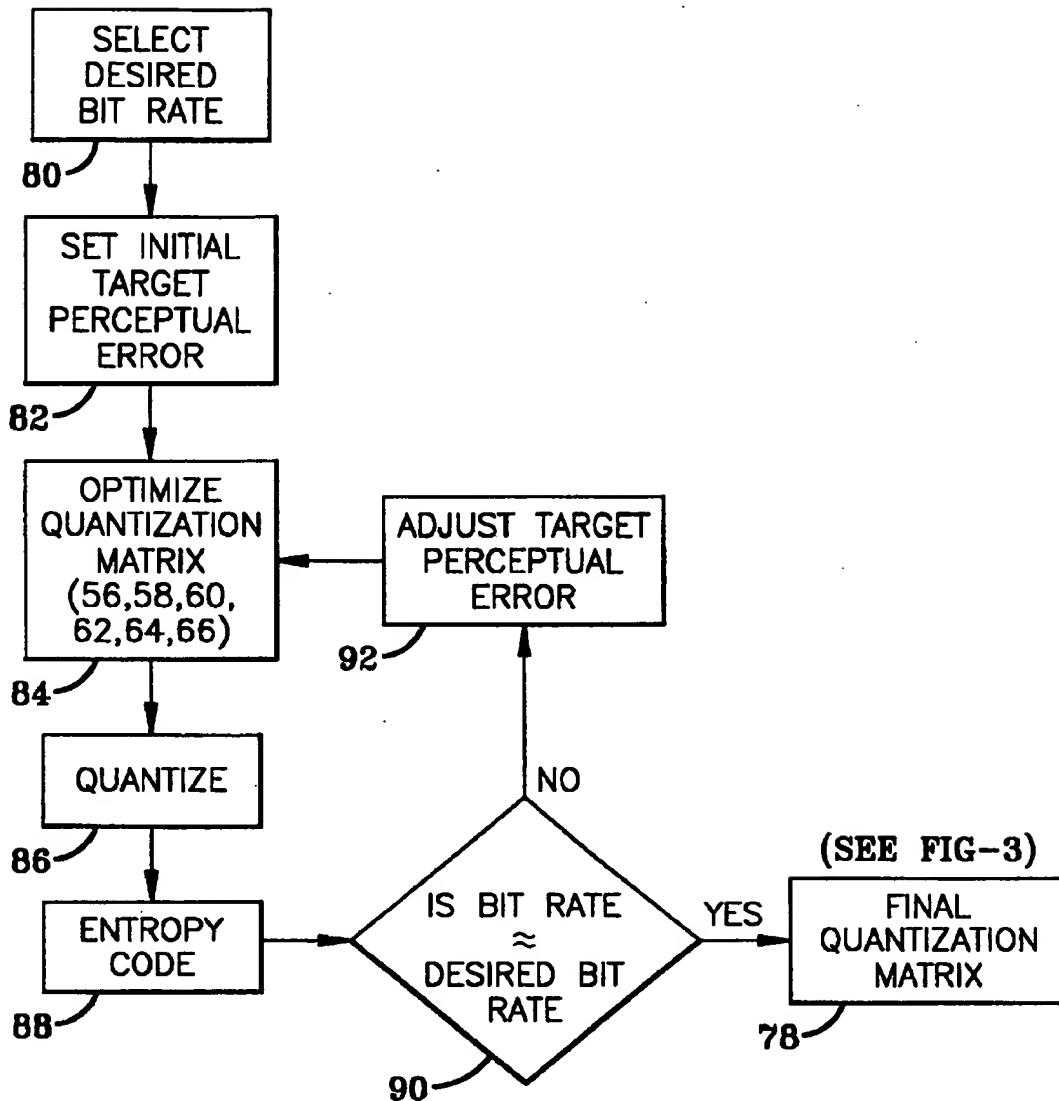 SELECT
DESIRED
BIT RATE
80
SET INITIAL
TARGET
PERCEPTUAL
ERROR
82
OPTIMIZE
QUANTIZATION
MATRIX
(56,58,60,
62,64,66)
84
ADJUST TARGET
PERCEPTUAL
ERROR
92
QUANTIZE
86
ENTROPY
CODE
88
IS BIT RATE
≈
DESIRED BIT
RATE
90
NO
YES
(SEE FIG-3)
FINAL
QUANTIZATION
MATRIX
78